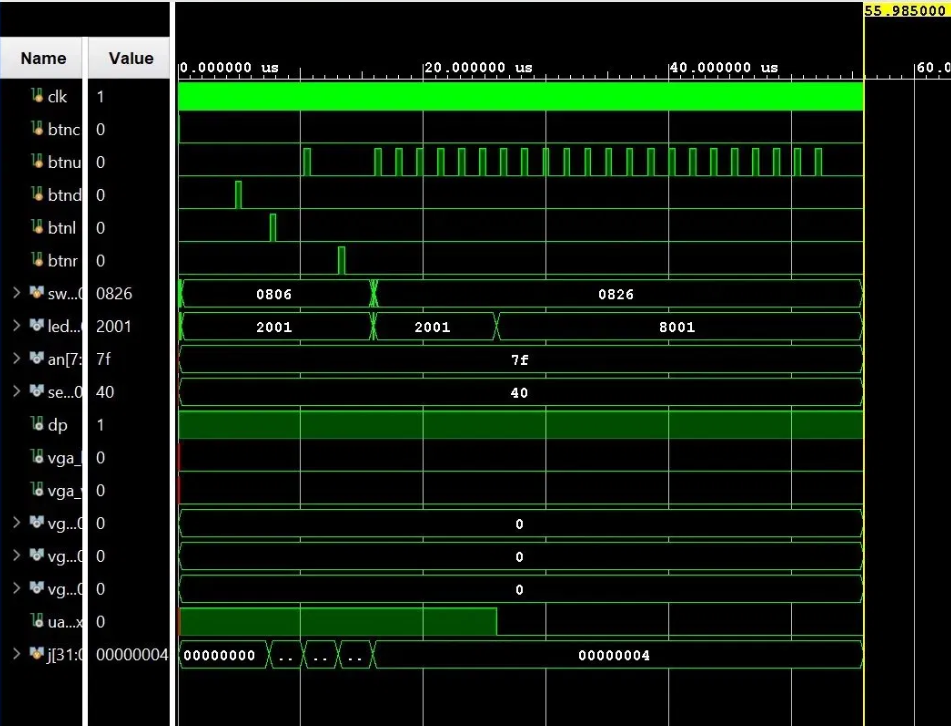 55.985000
Name Value
0.000000 us 20.000000 us 40.000000 us 60.0
clk 1
btnc 0
btnu 0
btnd 0
btnl 0
btnr 0
sw...0 0826 0806 0826
led... 2001 2001 2001 8001
an[7: 7f 7f
se...0 40 40
dp 1
vga_ 0
vga_ 0
vg...0 0 0
vg...0 0 0
vg...0 0 0
ua...x 0
j[31:0 00000004 00000000 .. .. .. 00000004